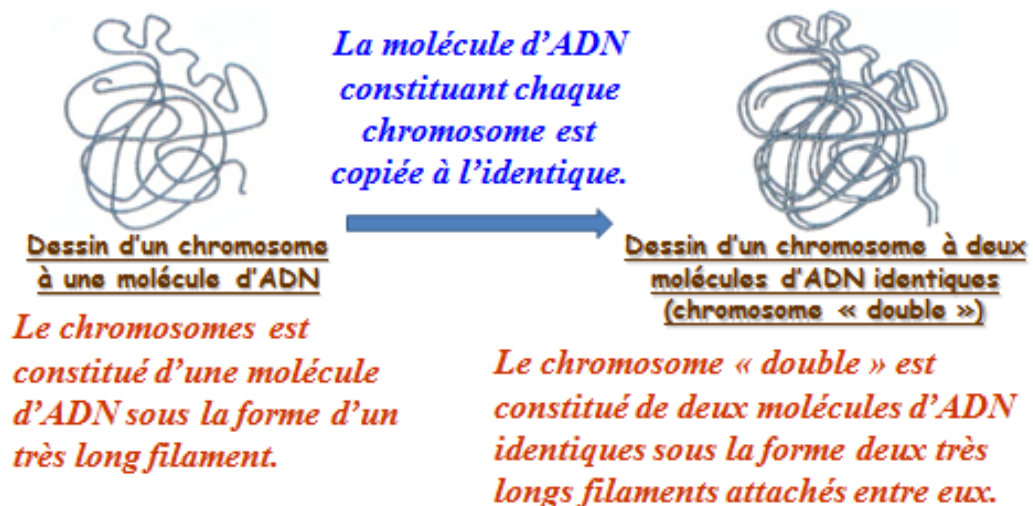 La molécule d’ADN
constituant chaque
chromosome est
copiée à l’identique.
Dessin d’un chromosome
à une molécule d’ADN
Dessin d’un chromosome à deux
molécules d’ADN identiques
(chromosome « double »)
Le chromosomes est
constitué d’une molécule
d’ADN sous la forme d’un
très long filament.
Le chromosome « double » est
constitué de deux molécules d’ADN
identiques sous la forme deux très
longs filaments attachés entre eux.